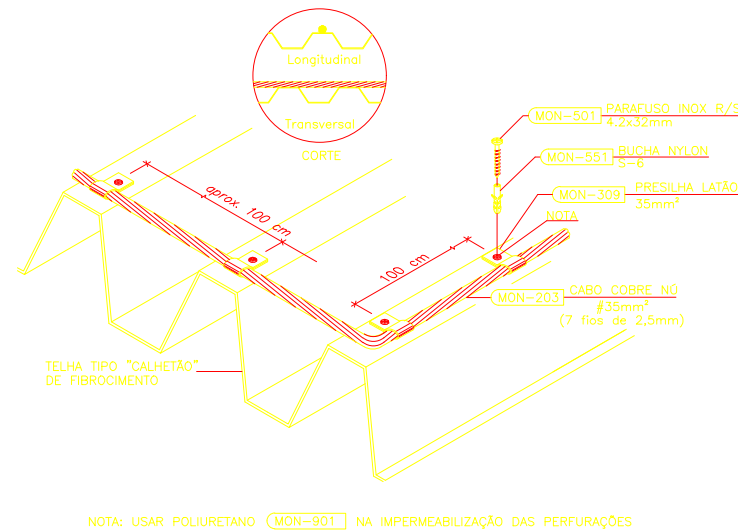 Longitudinal
Transversal
CORTE
MON-501 PARAFUSO INOX R/S
4.2x32mm
MON-551 BUCHA NYLON
S-6
MON-309 PRESILHA LATÃO
35mm²
NOTA
aprox. 100 cm
100 cm
MON-203 CABO COBRE NÚ
#35mm²
(7 fios de 2,5mm)
TELHA TIPO "CALHETÃO"
DE FIBROCIMENTO
NOTA: USAR POLIURETANO MON-901 NA IMPERMEABILIZAÇÃO DAS PERFURAÇÕES